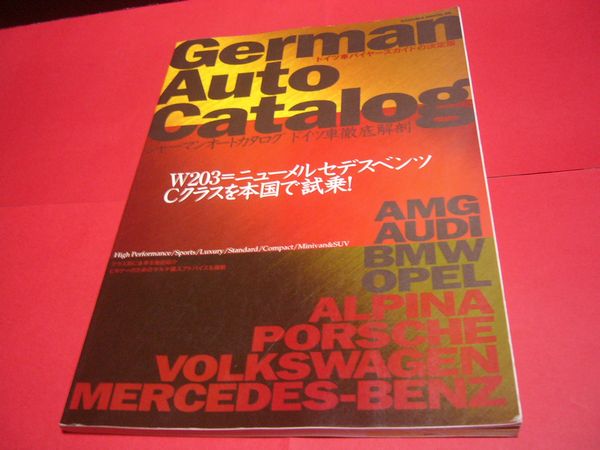 German
ドイツ車バイヤーズガイドの決定版
Auto
Catalog
ジャーマンオートカタログ ドイツ車徹底解剖
W203=ニューメルセデスベンツ
Cクラスを本国で試乗!
High Performance/Sports/Luxury/Standard/Compact/Minivan&SUV
AMG
AUDI
BMW
OPEL
ALPINA
PORSCHE
VOLKSWAGEN
MERCEDES-BENZ